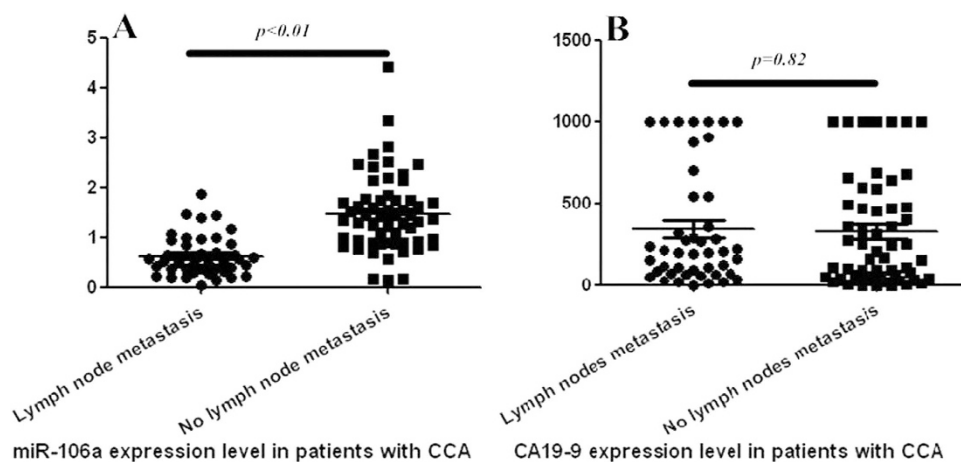 A
p<0.01
5
4
3
2
1
0
Lymph node metastasis
No lymph node metastasis
miR-106a expression level in patients with CCA
B
p=0.82
1500
1000
500
0
Lymph nodes metastasis
No lymph nodes metastasis
CA19-9 expression level in patients with CCA